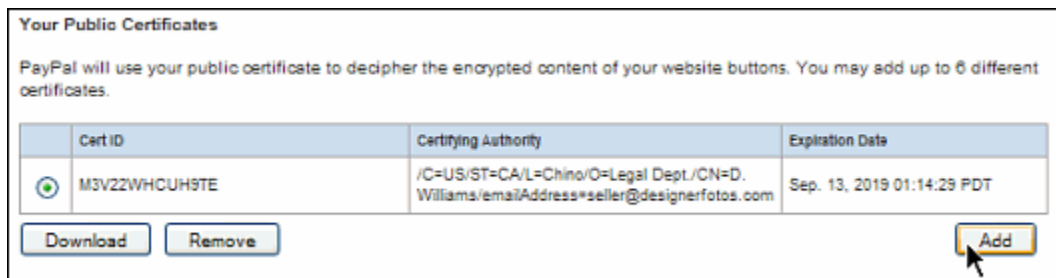 Your Public Certificates
PayPal will use your public certificate to decipher the encrypted content of your website buttons. You may add up to 6 different
certificates.
Cert ID Certifying Authority Expiration Date
M3V22WHCUH9TE /C=US/ST=CA/L=Chino/O=Legal Dept./CN=D. Sep. 13, 2019 01:14:29 PDT
Williams/emailAddress=seller@designerfotos.com
Download Remove Add